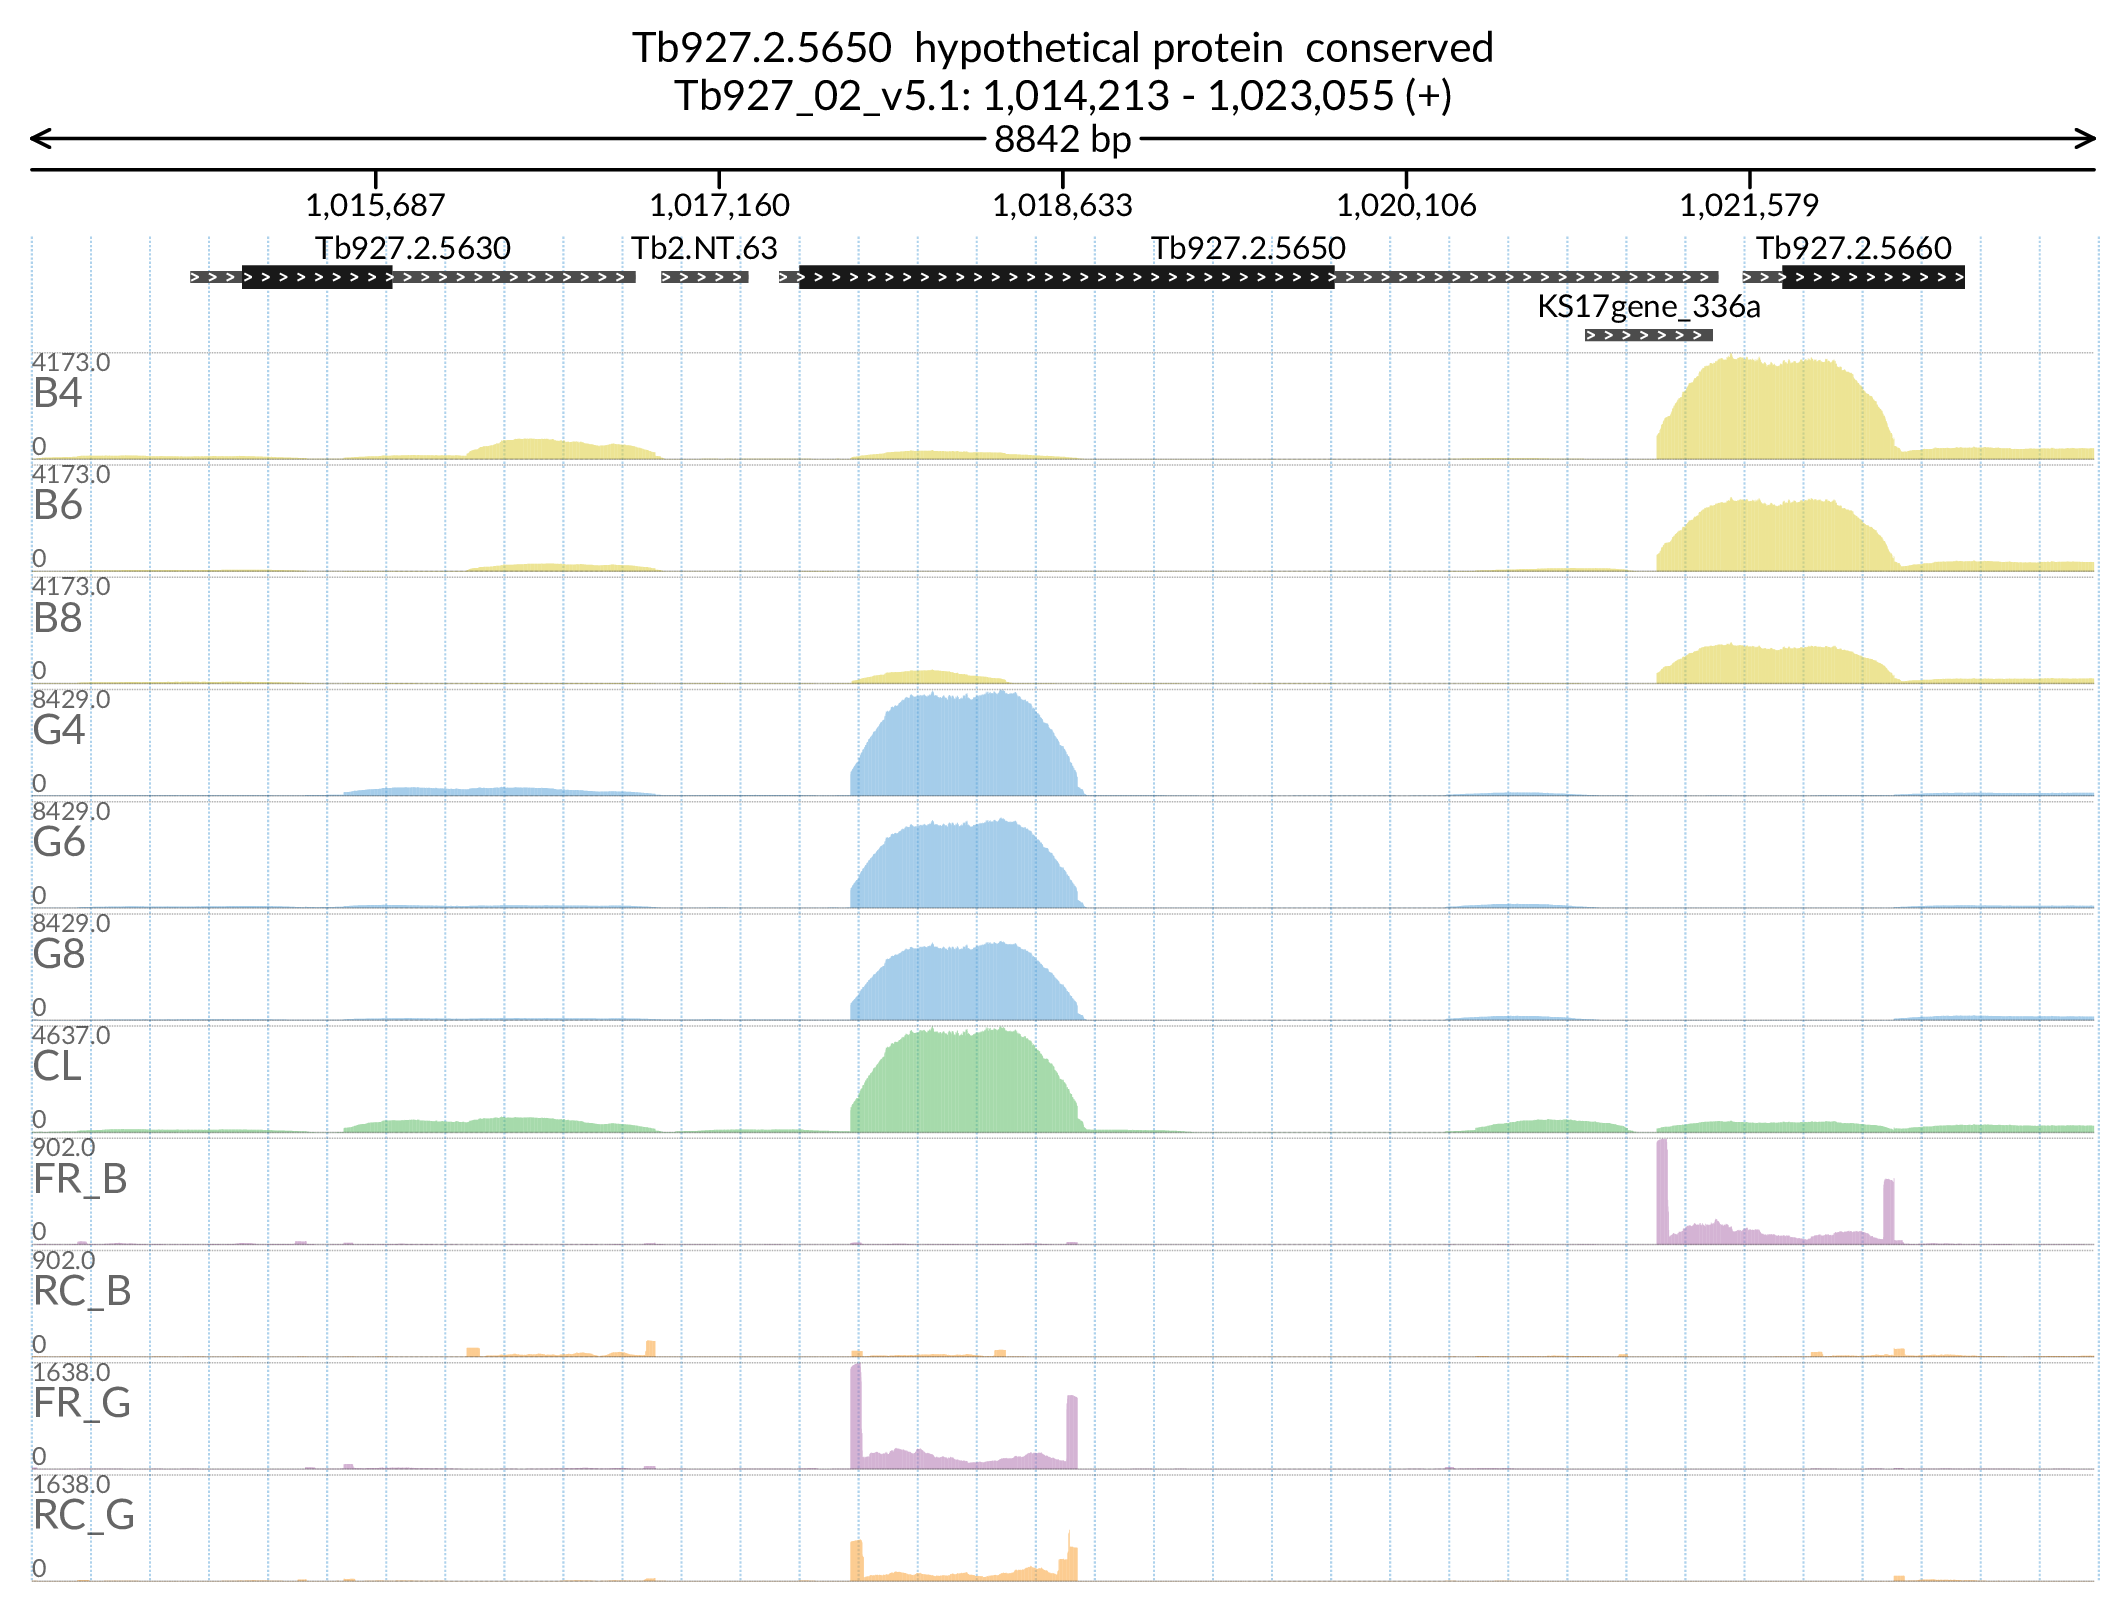 Tb927.2.5650 hypothetical protein conserved
Tb927_02_v5.1: 1,014,213 - 1,023,055 (+)
8842 bp
1,015,687 1,017,160 1,018,633 1,020,106 1,021,579
Tb927.2.5630 Tb2.NT.63 Tb927.2.5650 Tb927.2.5660
KS17gene_336a
4173.0
B4
0
4173.0
B6
0
4173.0
B8
0
8429.0
G4
0
8429.0
G6
0
8429.0
G8
0
4637.0
CL
0
902.0
FR_B
0
902.0
RC_B
0
1638.0
FR_G
0
1638.0
RC_G
0